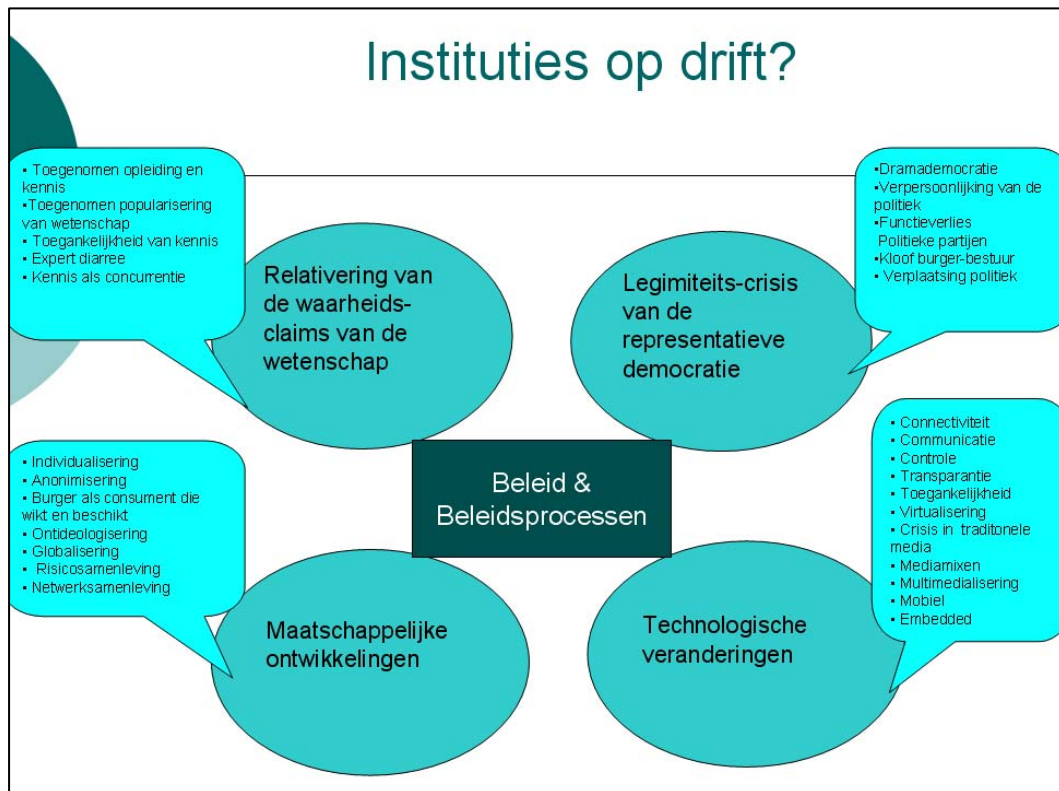 Instituties op drift?
• Toegenomen opleiding en
kennis
•Toegenomen popularisering
van wetenschap
• Toegankelijkheid van kennis
• Expert diarree
• Kennis als concurrentie
Relativering van
de waarheids-
claims van de
wetenschap
Legimiteits-crisis
van de
representatieve
democratie
•Dramademocratie
•Verpersoonlijking van de
politiek
•Functieverlies
Politieke partijen
•Kloof burger-bestuur
• Verplaatsing politiek
Beleid &
Beleidsprocessen
• Individualisering
• Anonimisering
• Burger als consument die
wikt en beschikt
• Ontideologisering
• Globalisering
• Risicosamenleving
• Netwerksamenleving
Maatschappelijke
ontwikkelingen
Technologische
veranderingen
• Connectiviteit
• Communicatie
• Controle
• Transparantie
• Toegankelijkheid
• Virtualisering
• Crisis in traditonele
media
• Mediamixen
• Multimedialisering
• Mobiel
• Embedded